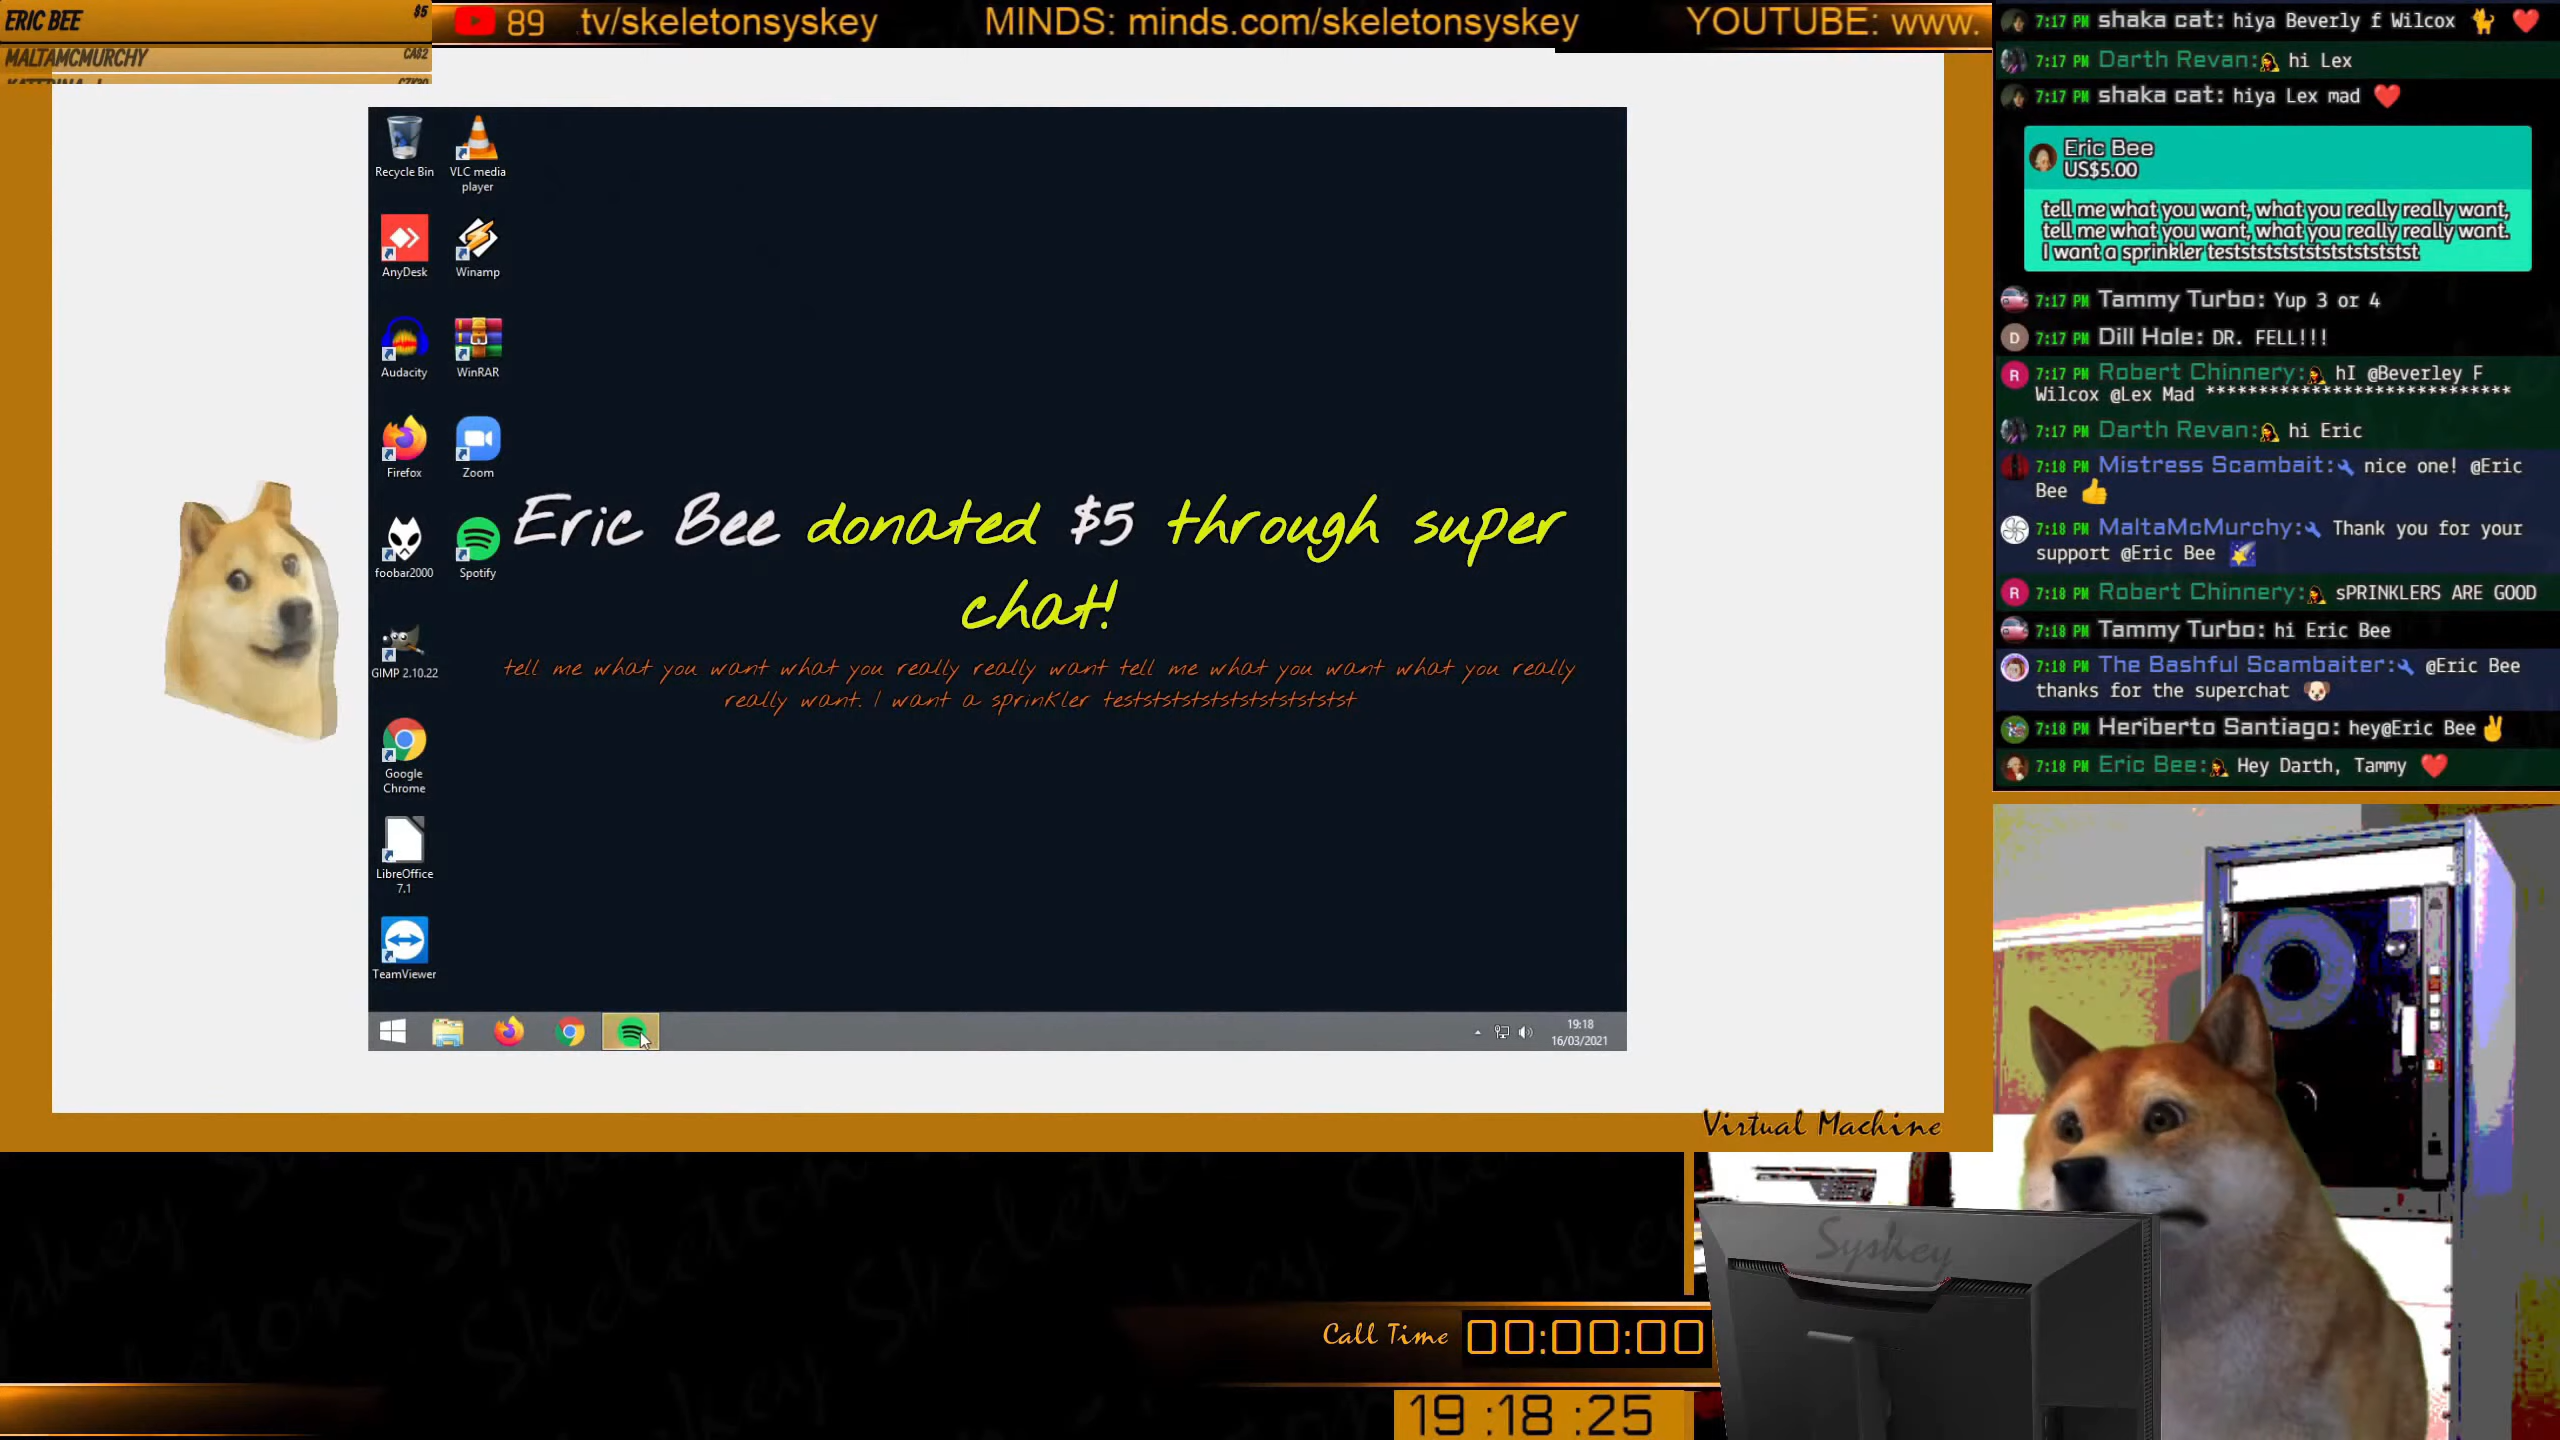 ERIC BEE $5
MALTAMCMURCHY CA$2
89 tv/skeletonsyskey MINDS: minds.com/skeletonsyskey YOUTUBE: www.
Recycle Bin
VLC media
player
AnyDesk
Winamp
Audacity
WinRAR
Firefox
Zoom
foobar2000
Spotify
GIMP 2.10.22
Google
Chrome
LibreOffice
7.1
TeamViewer
Eric Bee donated $5 through super
chat!
tell me what you want what you really really want tell me what you want what you really
really want. I want a sprinkler teststststststststststst
19:18
16/03/2021
Virtual Machine
7:17 PM shaka cat: hiya Beverly f Wilcox
7:17 PM Darth Revan: hi Lex
7:17 PM shaka cat: hiya Lex mad
Eric Bee
US$5.00
tell me what you want, what you really really want,
tell me what you want, what you really really want.
I want a sprinkler teststststststststststst
7:17 PM Tammy Turbo: Yup 3 or 4
D 7:17 PM Dill Hole: DR. FELL!!!
R 7:17 PM Robert Chinnery: hI @Beverley F
Wilcox @Lex Mad *****************************
7:17 PM Darth Revan: hi Eric
7:18 PM Mistress Scambait: nice one! @Eric
Bee
7:18 PM MaltaMcMurchy: Thank you for your
support @Eric Bee
R 7:18 PM Robert Chinnery: sPRINKLERS ARE GOOD
7:18 PM Tammy Turbo: hi Eric Bee
7:18 PM The Bashful Scambaiter: @Eric Bee
thanks for the superchat
7:18 PM Heriberto Santiago: hey@Eric Bee
7:18 PM Eric Bee: Hey Darth, Tammy
Syskey
Call Time 00:00:00
19 :18 :25